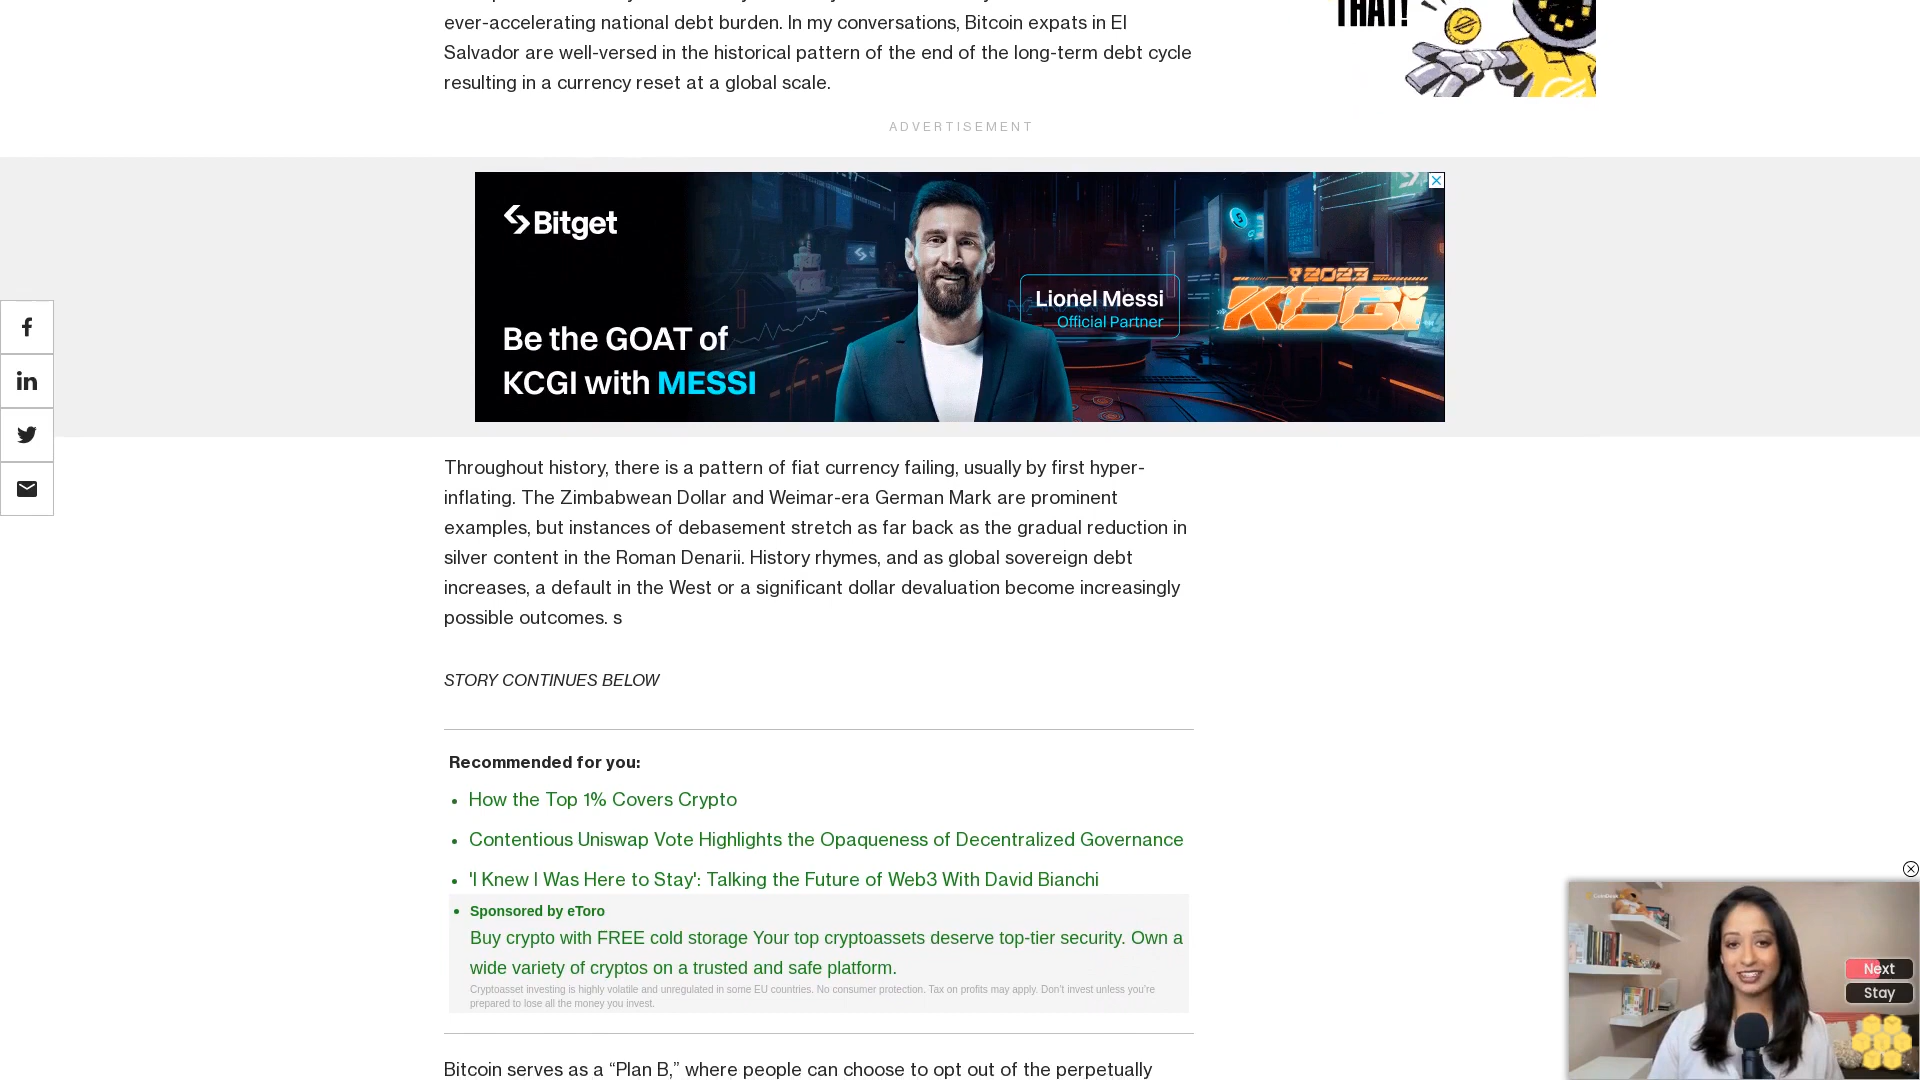 THAT!
ever-accelerating national debt burden. In my conversations, Bitcoin expats in El
Salvador are well-versed in the historical pattern of the end of the long-term debt cycle
resulting in a currency reset at a global scale.
ADVERTISEMENT
Bitget
Be the GOAT of
KCGI with MESSI
Lionel Messi
Official Partner
2023
KCGI
Throughout history, there is a pattern of fiat currency failing, usually by first hyper-
inflating. The Zimbabwean Dollar and Weimar-era German Mark are prominent
examples, but instances of debasement stretch as far back as the gradual reduction in
silver content in the Roman Denarii. History rhymes, and as global sovereign debt
increases, a default in the West or a significant dollar devaluation become increasingly
possible outcomes. s
STORY CONTINUES BELOW
Recommended for you:
• How the Top 1% Covers Crypto
• Contentious Uniswap Vote Highlights the Opaqueness of Decentralized Governance
• 'I Knew I Was Here to Stay': Talking the Future of Web3 With David Bianchi
• Sponsored by eToro
Buy crypto with FREE cold storage Your top cryptoassets deserve top-tier security. Own a
wide variety of cryptos on a trusted and safe platform.
Cryptoasset investing is highly volatile and unregulated in some EU countries. No consumer protection. Tax on profits may apply. Don't invest unless you're
prepared to lose all the money you invest.
Bitcoin serves as a “Plan B,” where people can choose to opt out of the perpetually
CoinDesk
Next
Stay